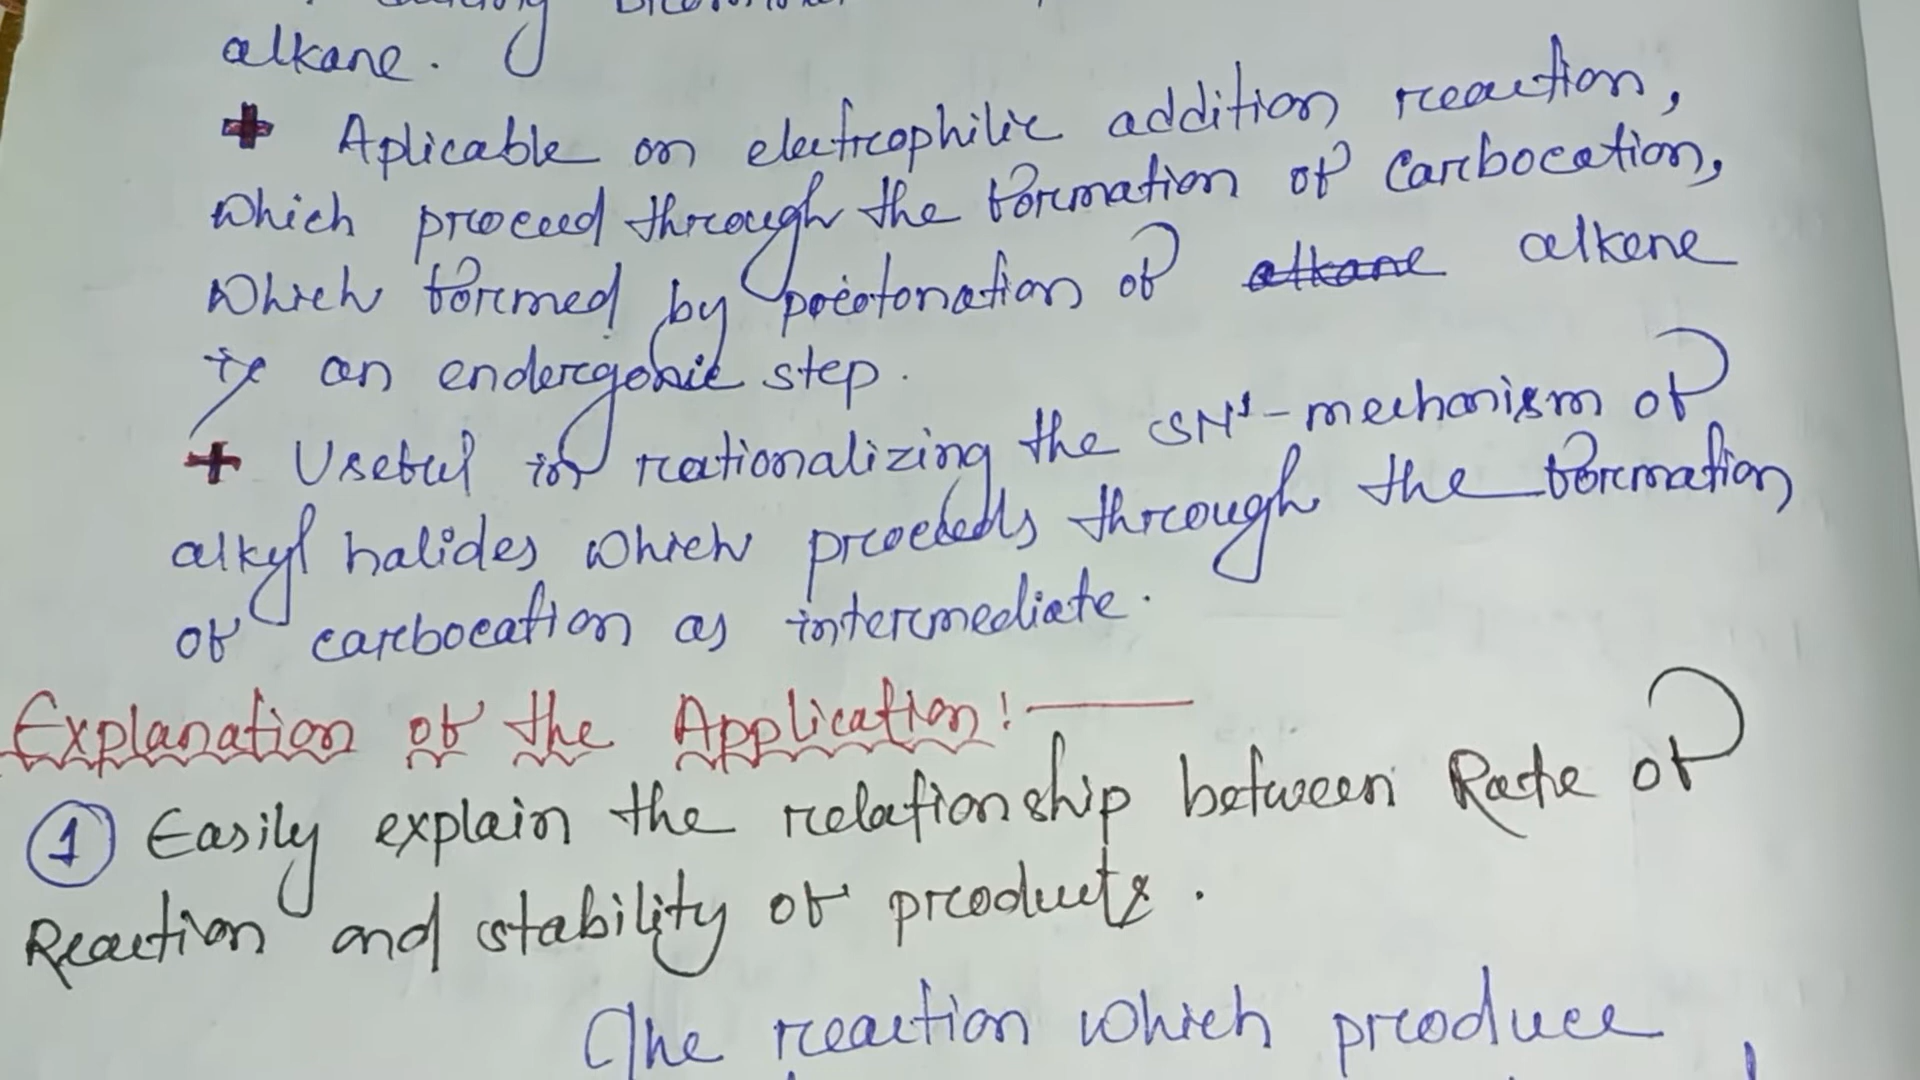 alkane.
+ Aplicable on electrophilic addition reaction,
which proceed through the formation of carbocation,
which formed by protonation of alkane alkene
is an endergonic step.
+ Useful in rationalizing the SN¹-mechanism of
alkyl halides which proceeds through the formation
of carbocation as intermediate.
Explanation of the Application:—
① Easily explain the relationship between Rate of
Reaction and stability of products.
The reaction which produce